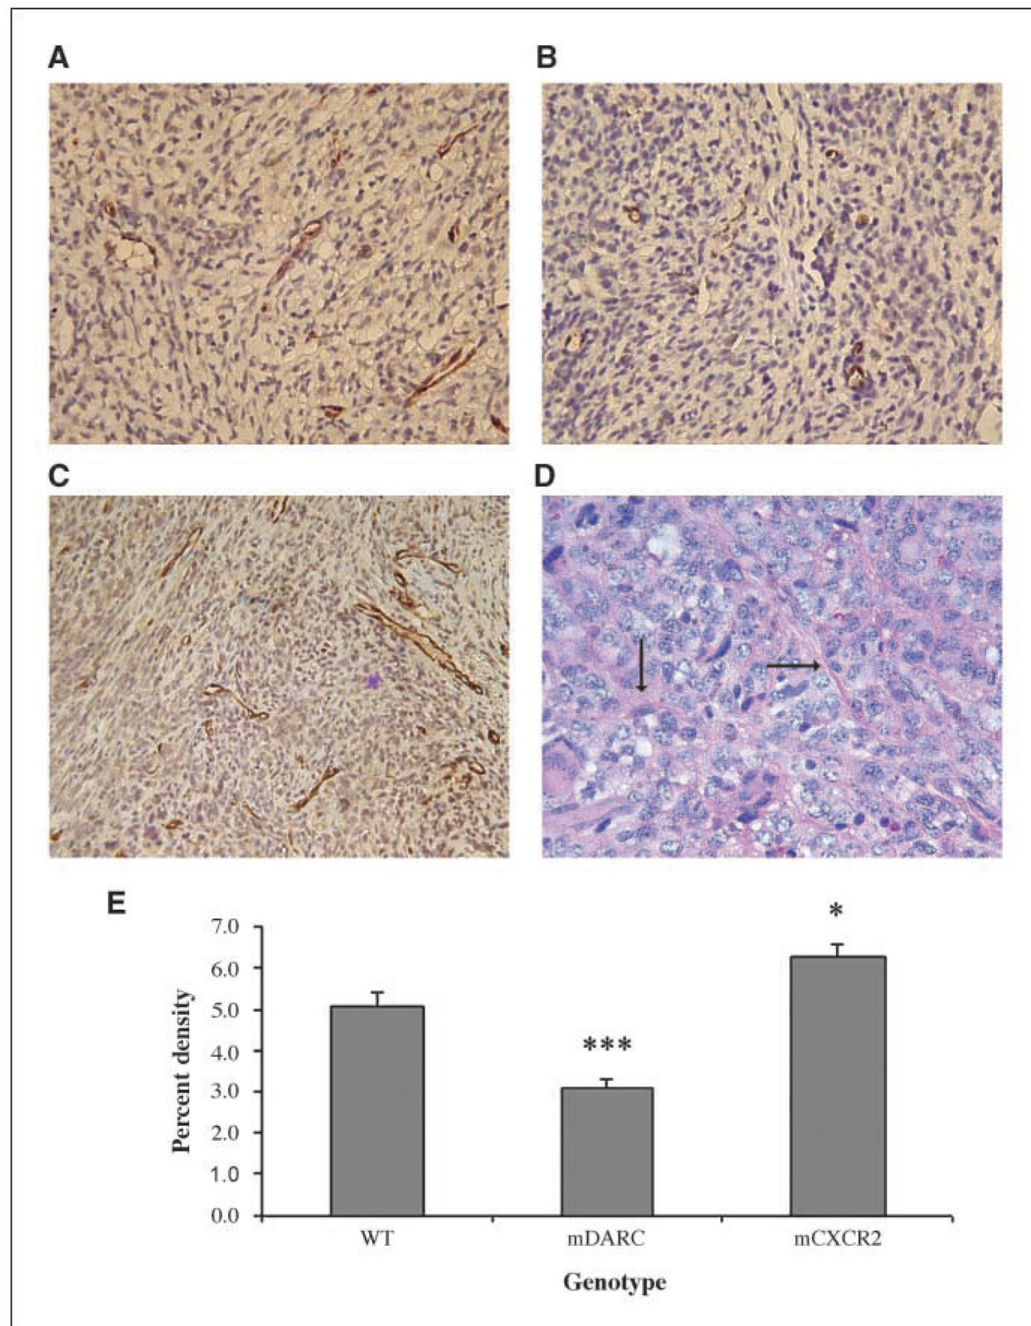 A
B
C
D
E
7.0
6.0
5.0
4.0
3.0
2.0
1.0
0.0
Percent density
***
*
WT
mDARC
mCXCR2
Genotype